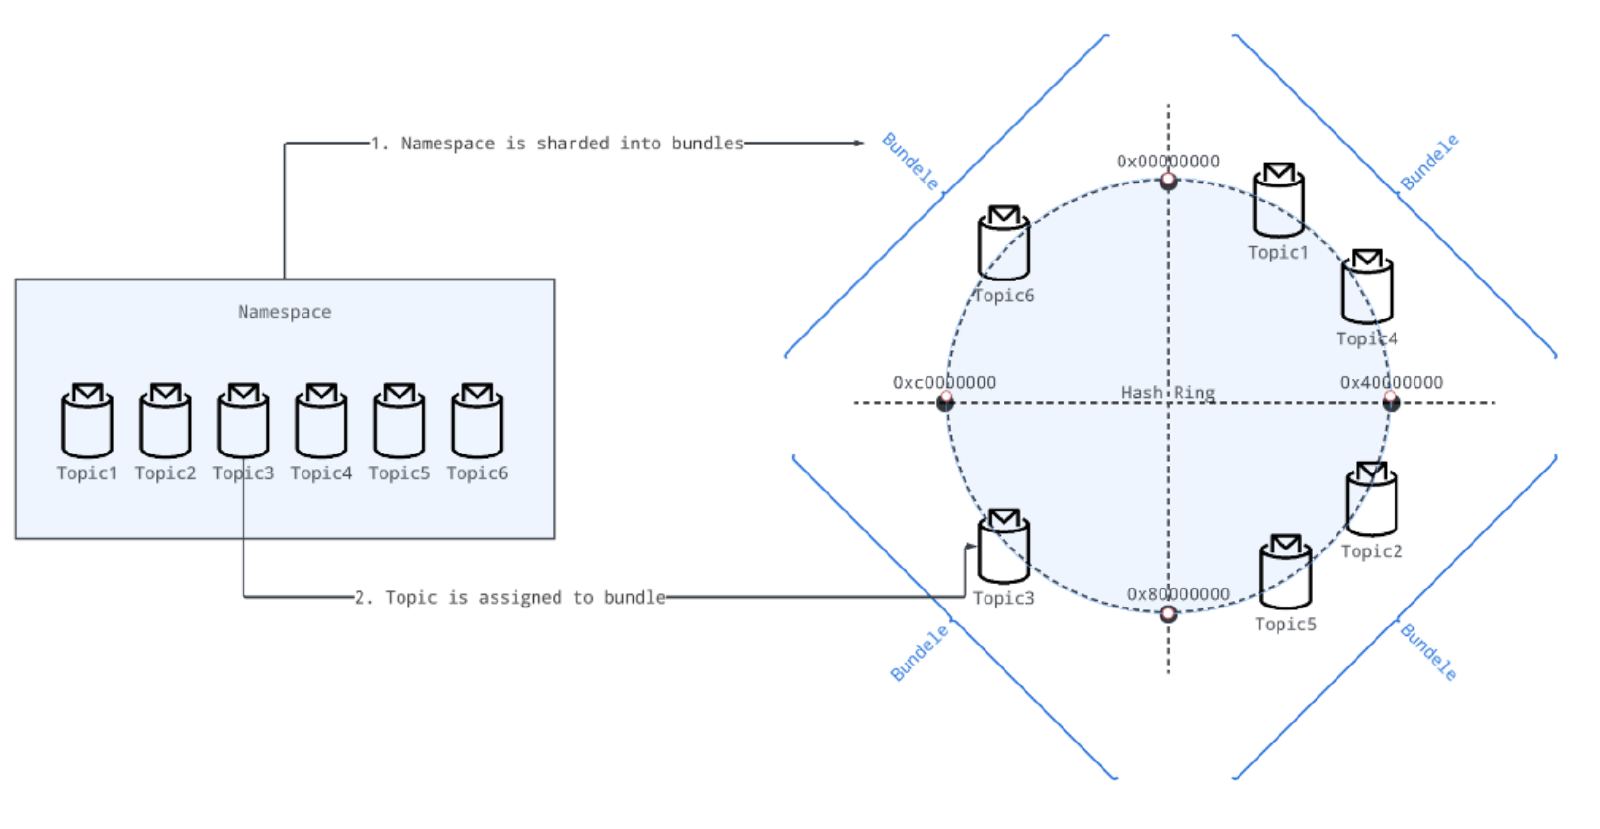 1. Namespace is sharded into bundles
Namespace
Topic1 Topic2 Topic3 Topic4 Topic5 Topic6
2. Topic is assigned to bundle
Bundele
Bundele
0x00000000
Topic1
Topic6
Topic4
0xc0000000
Hash Ring
0x40000000
Topic2
Topic3
0x80000000
Topic5
Bundele
Bundele